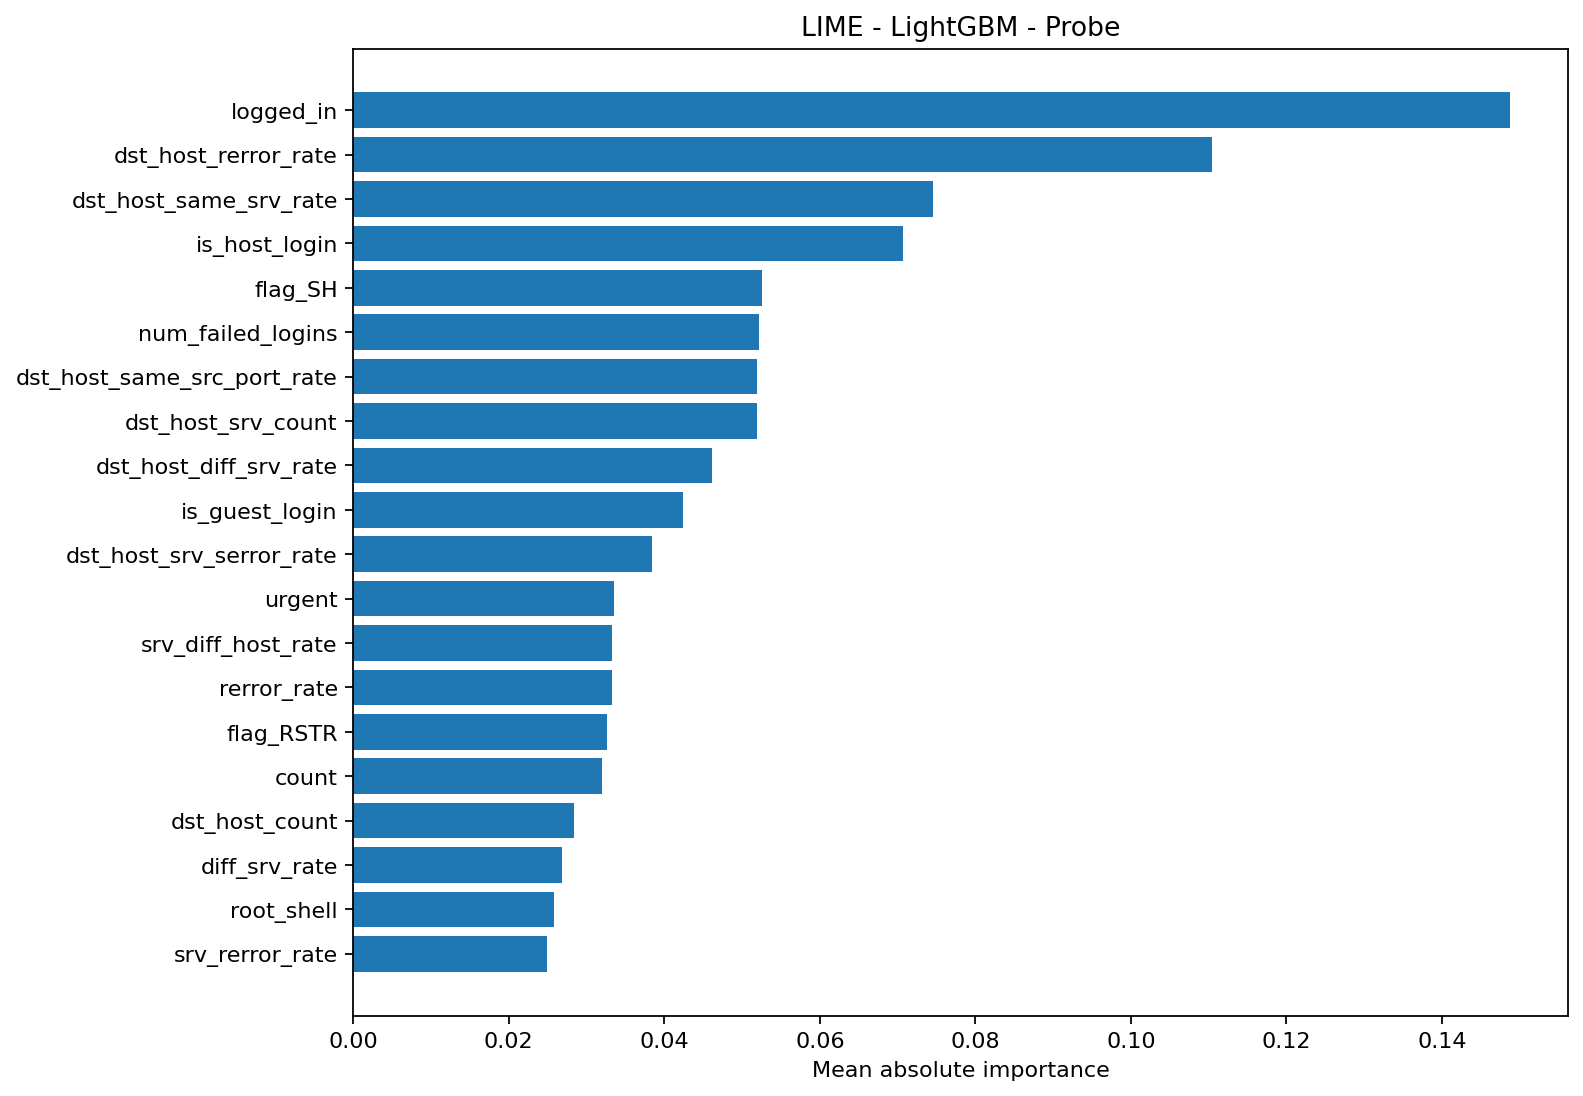 LIME - LightGBM - Probe
logged_in
dst_host_rerror_rate
dst_host_same_srv_rate
is_host_login
flag_SH
num_failed_logins
dst_host_same_src_port_rate
dst_host_srv_count
dst_host_diff_srv_rate
is_guest_login
dst_host_srv_serror_rate
urgent
srv_diff_host_rate
rerror_rate
flag_RSTR
count
dst_host_count
diff_srv_rate
root_shell
srv_rerror_rate
0.00 0.02 0.04 0.06 0.08 0.10 0.12 0.14
Mean absolute importance